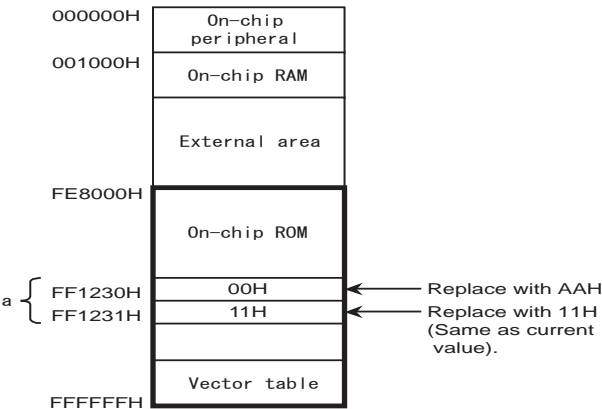 000000H
On-chip
peripheral
001000H
On-chip RAM
External area
FE8000H
On-chip ROM
a
FF1230H
00H
Replace with AAH
FF1231H
11H
Replace with 11H
(Same as current
value).
Vector table
FFFFFFH